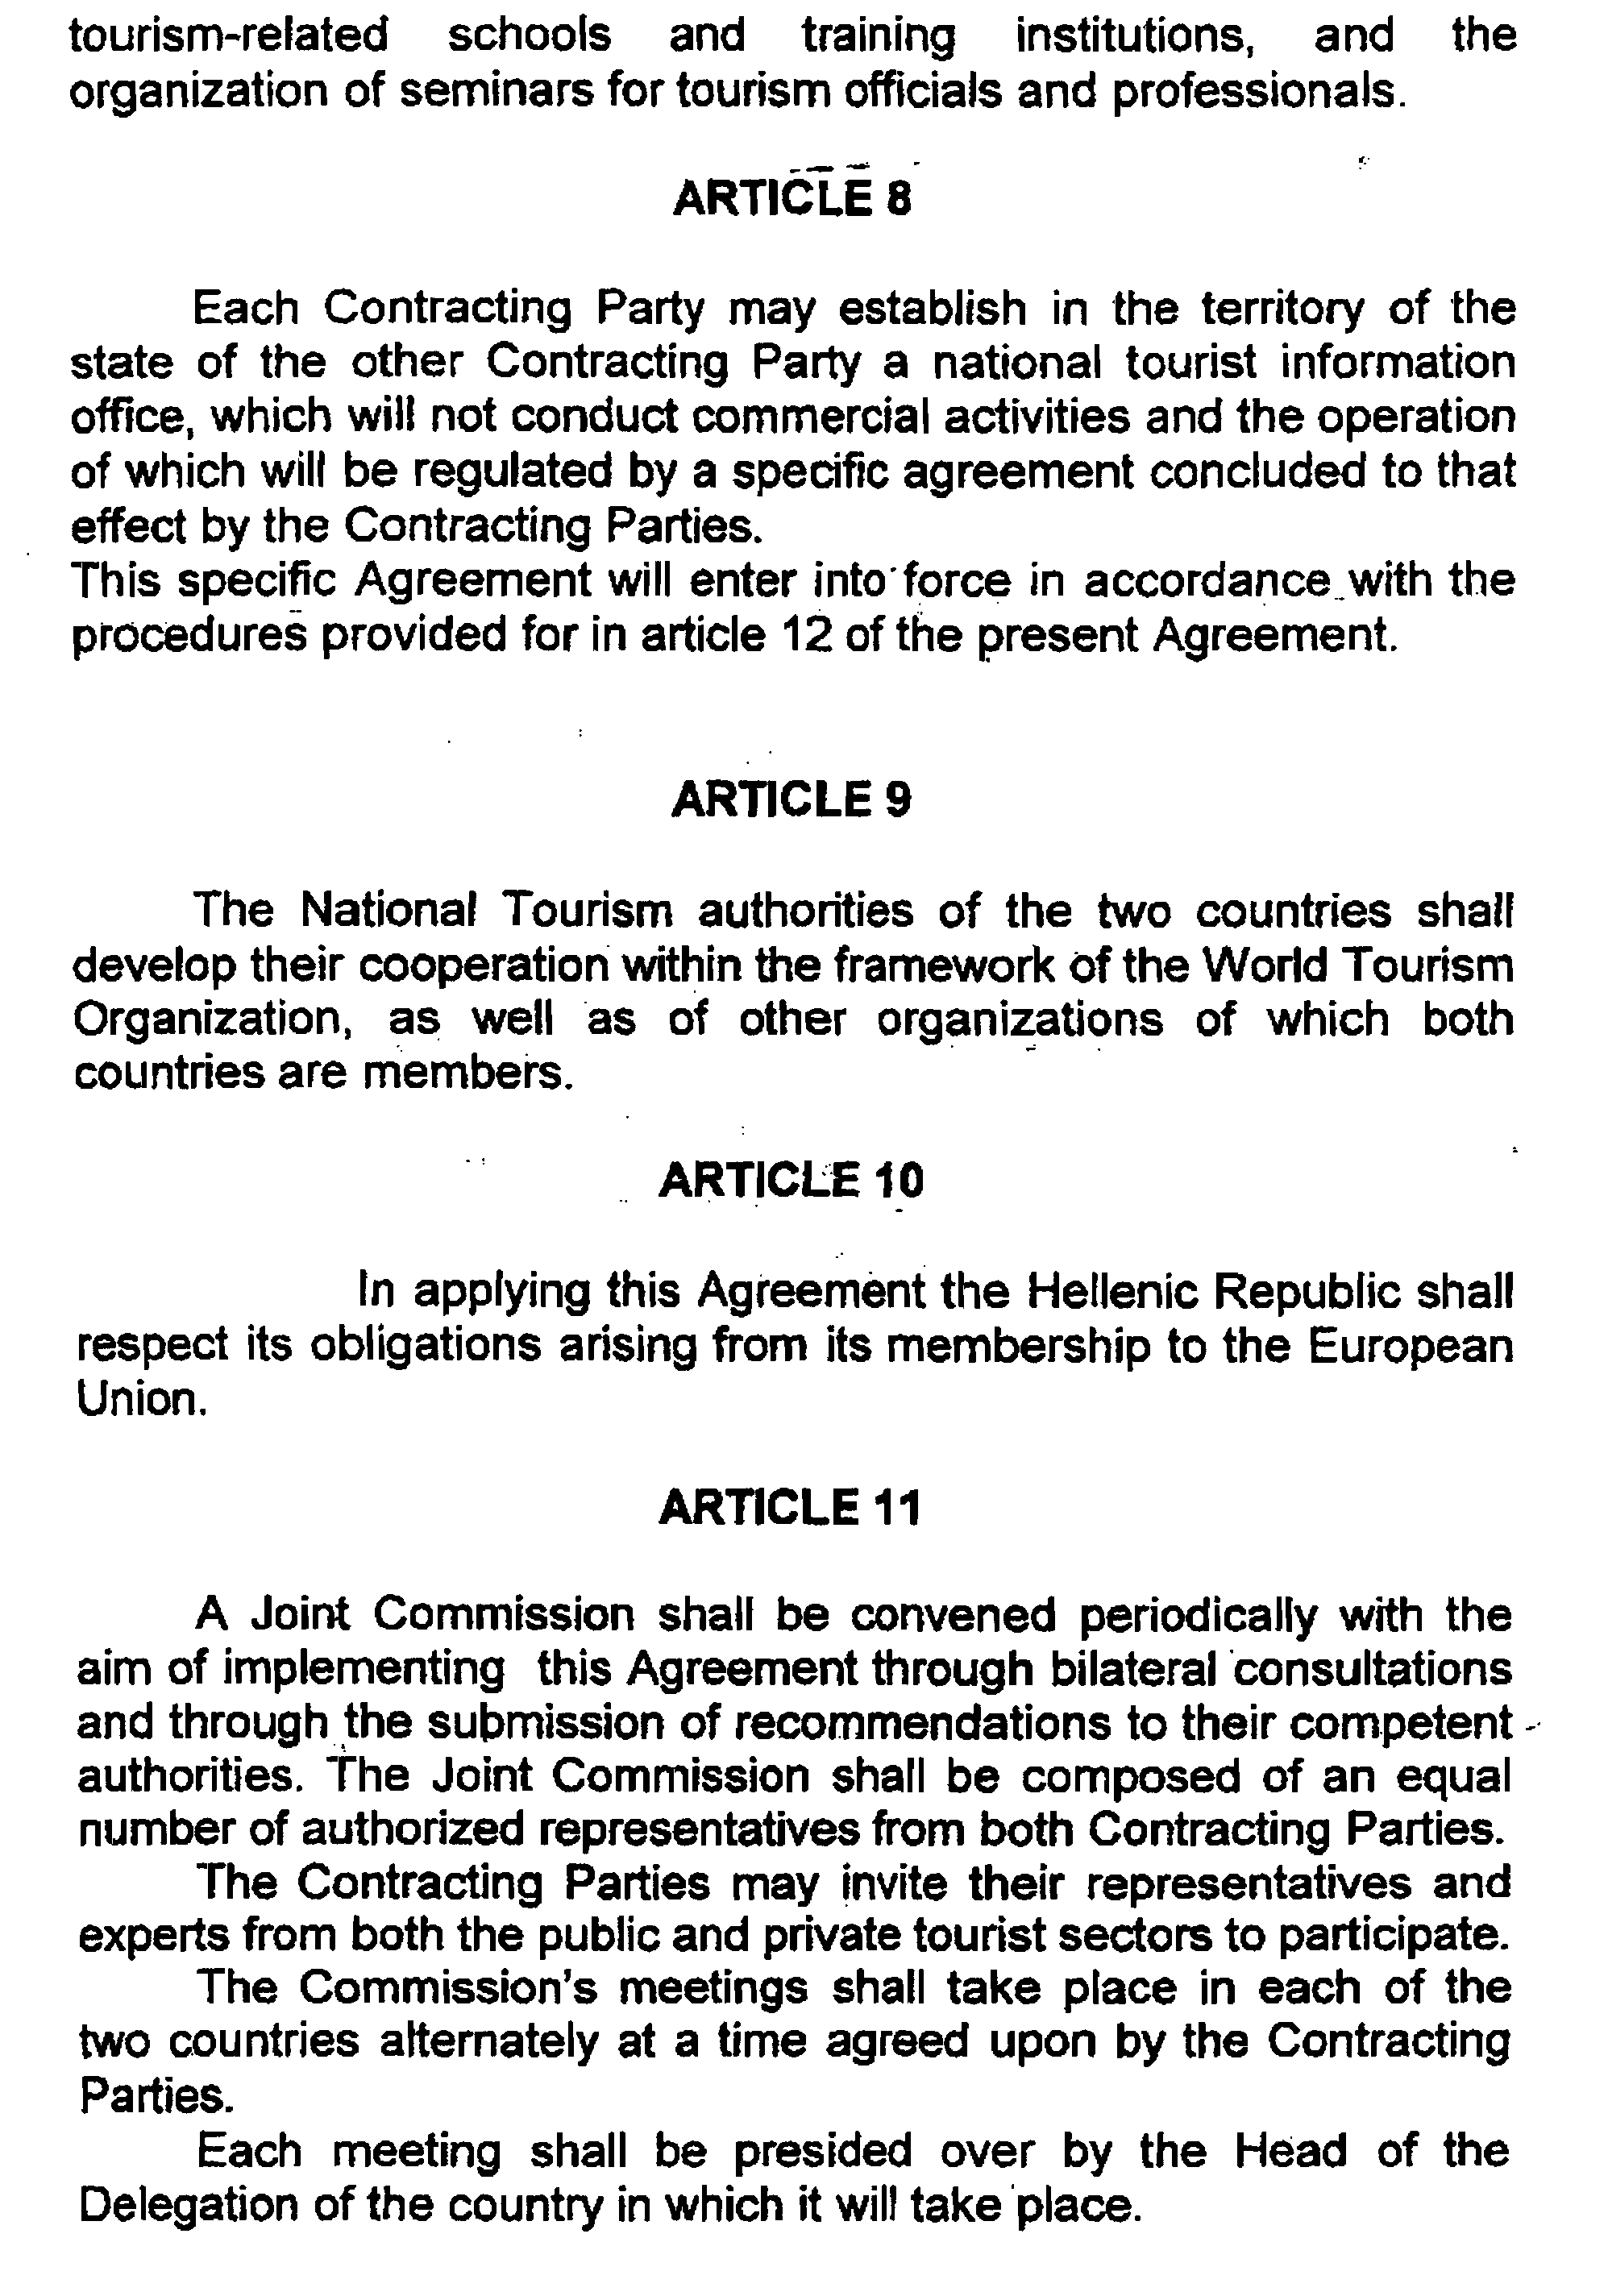 tourism-related schools and training institutions, and the
organization of seminars for tourism officials and professionals.
ARTICLE 8
Each Contracting Party may establish in the territory of the
state of the other Contracting Party a national tourist information
office, which will not conduct commercial activities and the operation
of which will be regulated by a specific agreement concluded to that
effect by the Contracting Parties.
This specific Agreement will enter into force in accordance with the
procedures provided for in article 12 of the present Agreement.
ARTICLE 9
The National Tourism authorities of the two countries shall
develop their cooperation within the framework of the World Tourism
Organization, as well as of other organizations of which both
countries are members.
ARTICLE 10
In applying this Agreement the Hellenic Republic shall
respect its obligations arising from its membership to the European
Union.
ARTICLE 11
A Joint Commission shall be convened periodically with the
aim of implementing this Agreement through bilateral consultations
and through the submission of recommendations to their competent
authorities. The Joint Commission shall be composed of an equal
number of authorized representatives from both Contracting Parties.
The Contracting Parties may invite their representatives and
experts from both the public and private tourist sectors to participate.
The Commission's meetings shall take place in each of the
two countries alternately at a time agreed upon by the Contracting
Parties.
Each meeting shall be presided over by the Head of the
Delegation of the country in which it will take place.